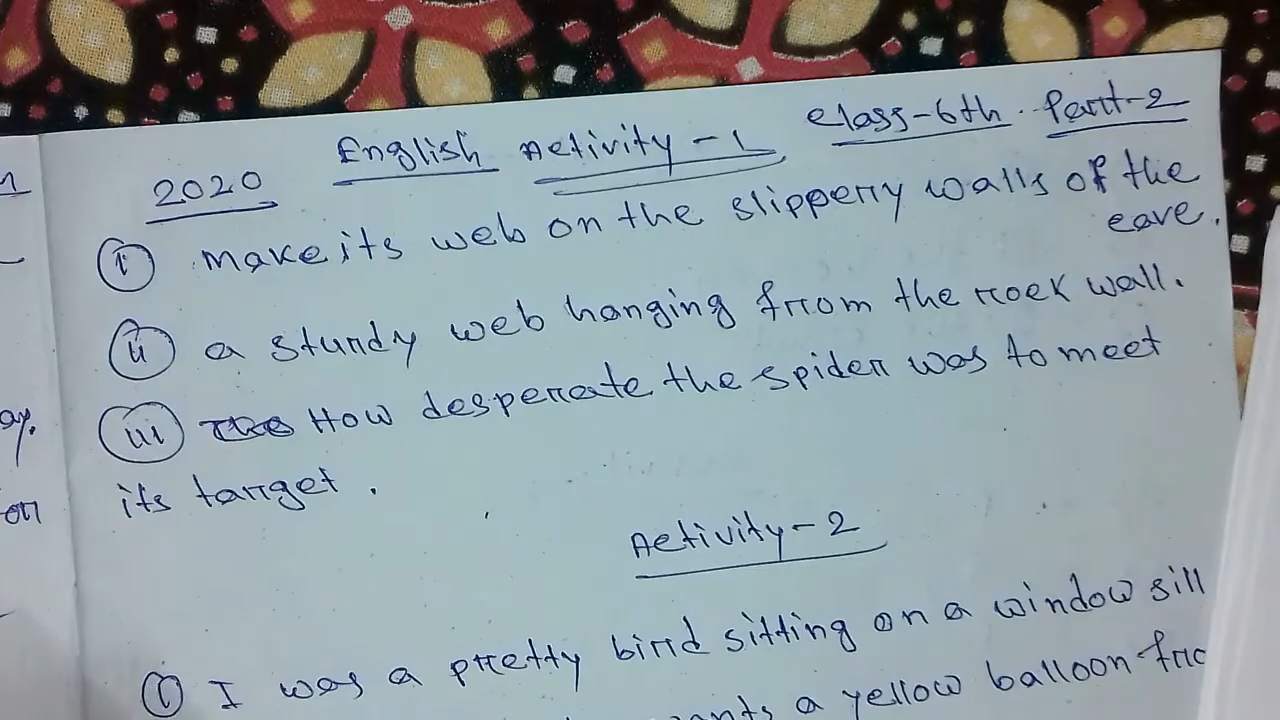 2020 English Activity-1 Class-6th. Part-2
(i) make its web on the slippery walls of the
cave.
(ii) a sturdy web hanging from the rock wall.
(iii) How desperate the spider was to meet
its target.
Activity-2
(i) I was a pretty bird sitting on a window sill
a yellow balloon
ay.
on